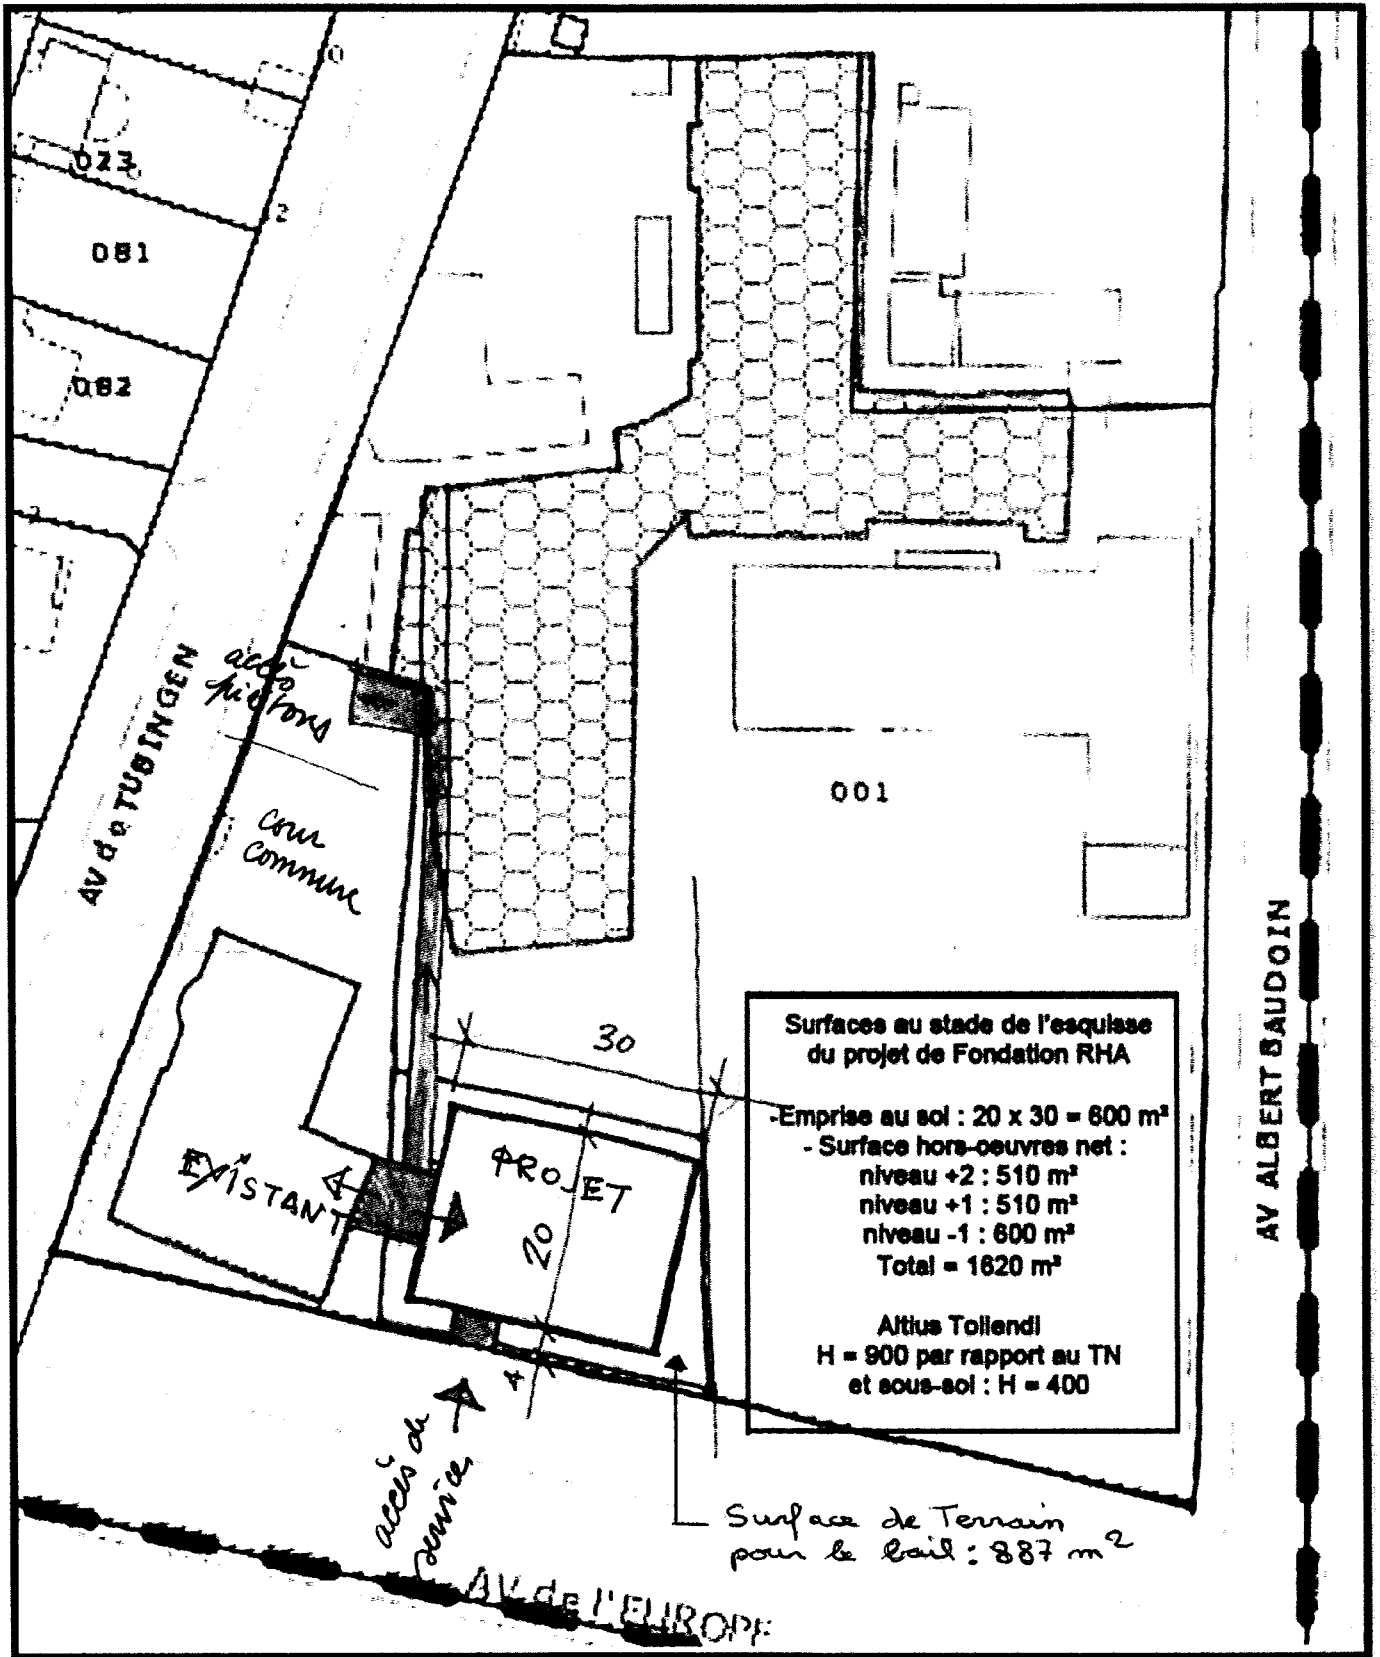 0
023
2
081
082
AV de TUBINGEN
accès
piétons
cour
commune
001
30
EXISTANT
PROJET
20
4
Surfaces au stade de l'esquisse
du projet de Fondation RHA
-Emprise au sol : 20 x 30 = 600 m²
- Surface hors-oeuvres net :
niveau +2 : 510 m²
niveau +1 : 510 m²
niveau -1 : 600 m²
Total = 1620 m²
Altius Tollendi
H = 900 par rapport au TN
et sous-sol : H = 400
AV ALBERT BAUDOIN
accès de
service
Surface de Terrain
pour le bail : 887 m²
AV de l'EUROPE